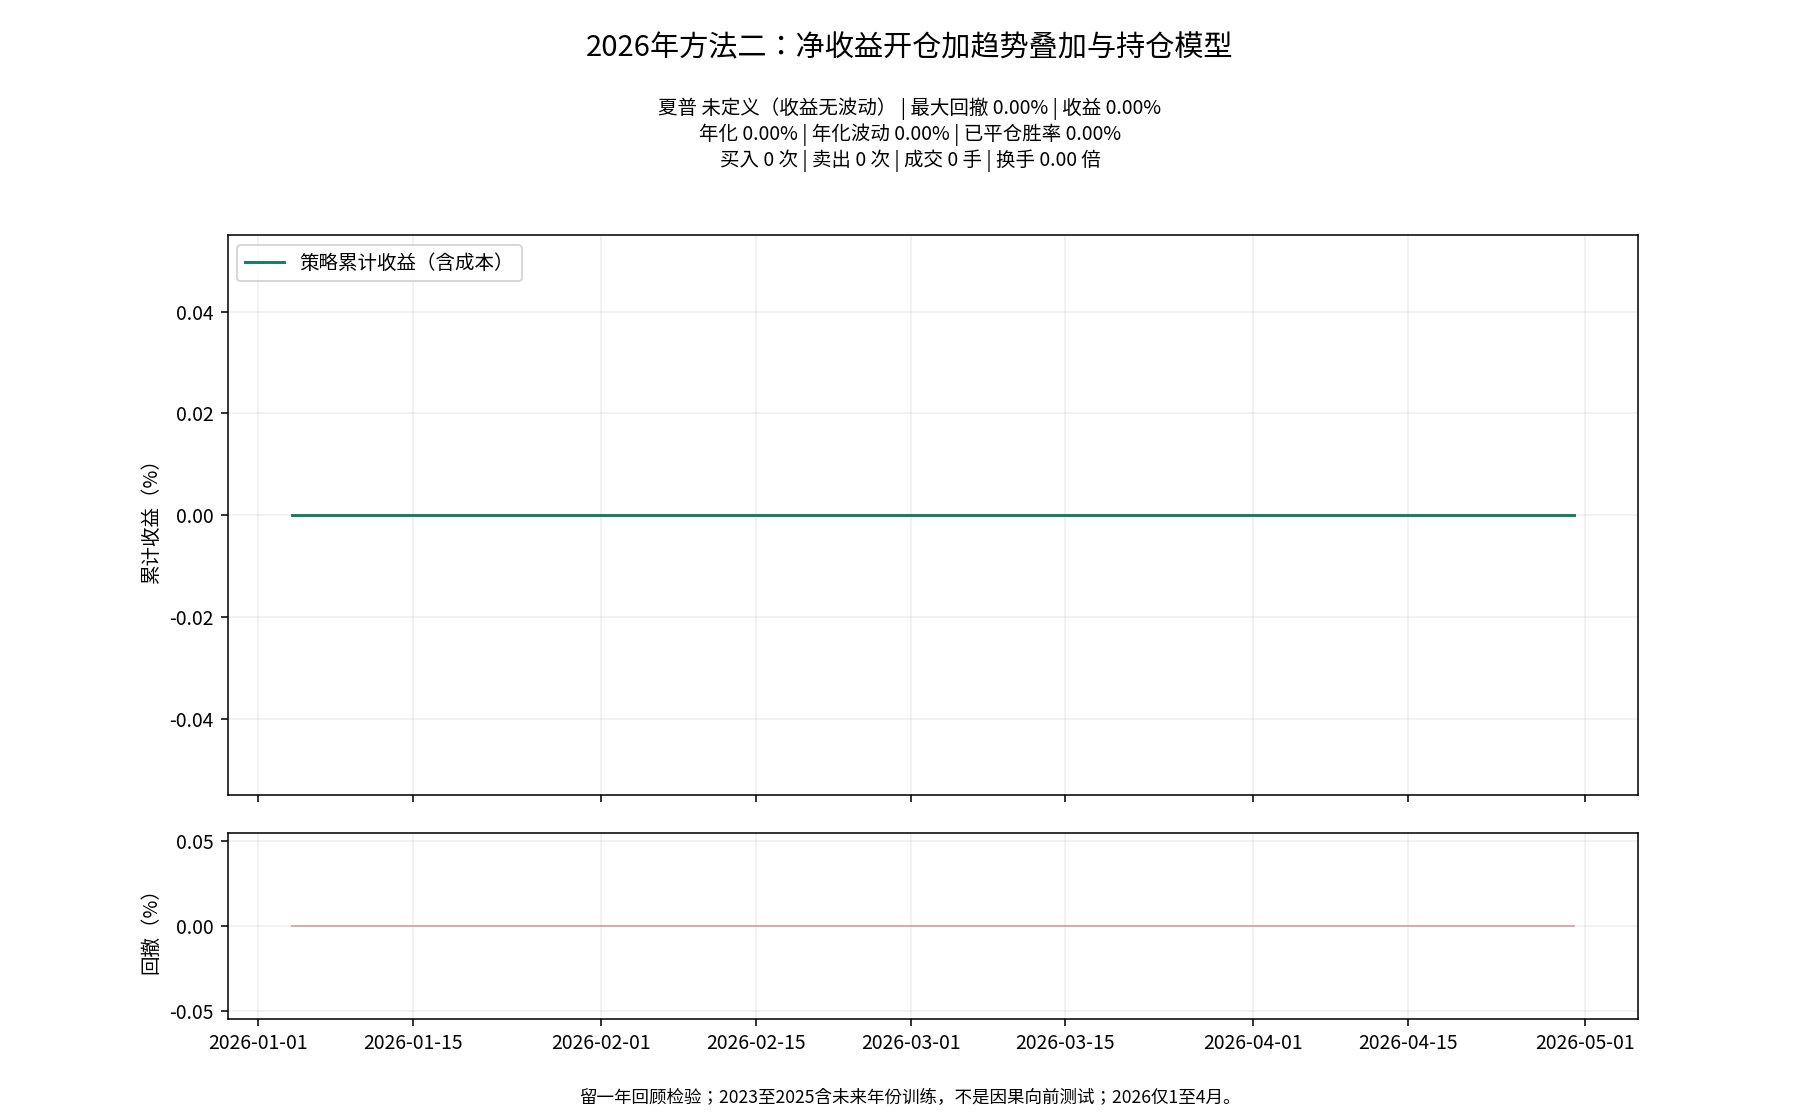 2026年方法二：净收益开仓加趋势叠加与持仓模型
夏普 未定义（收益无波动） | 最大回撤 0.00% | 收益 0.00%
年化 0.00% | 年化波动 0.00% | 已平仓胜率 0.00%
买入 0 次 | 卖出 0 次 | 成交 0 手 | 换手 0.00 倍
策略累计收益（含成本）
累计收益（%）
0.04
0.02
0.00
-0.02
-0.04
回撤（%）
0.05
0.00
-0.05
2026-01-01 2026-01-15 2026-02-01 2026-02-15 2026-03-01 2026-03-15 2026-04-01 2026-04-15 2026-05-01
留一年回顾检验；2023至2025含未来年份训练，不是因果向前测试；2026仅1至4月。